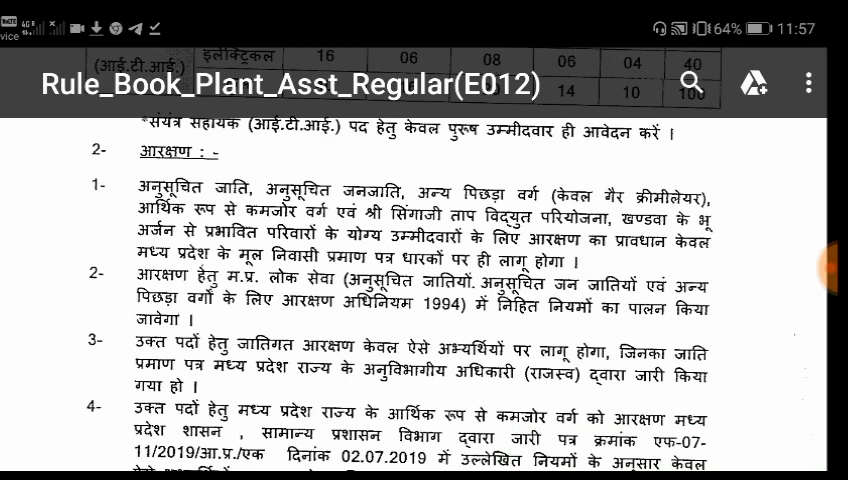 VoLTE 4G 64% 11:57
vice
इलेक्ट्रिकल 16 06 08 06 04 40
(आई.टी.आई.)
Rule_Book_Plant_Asst_Regular(E012)
14 10 100
*संयंत्र सहायक (आई.टी.आई.) पद हेतु केवल पुरूष उम्मीदवार ही आवेदन करें ।
2- आरक्षण : -
1- अनुसूचित जाति, अनुसूचित जनजाति, अन्य पिछड़ा वर्ग (केवल गैर क्रीमीलेयर),
आर्थिक रूप से कमजोर वर्ग एवं श्री सिंगाजी ताप विद्युत परियोजना, खण्डवा के भू
अर्जन से प्रभावित परिवारों के योग्य उम्मीदवारों के लिए आरक्षण का प्रावधान केवल
मध्य प्रदेश के मूल निवासी प्रमाण पत्र धारकों पर ही लागू होगा ।
2- आरक्षण हेतु म.प्र. लोक सेवा (अनुसूचित जातियों. अनुसूचित जन जातियों एवं अन्य
पिछड़ा वर्गो के लिए आरक्षण अधिनियम 1994) में निहित नियमों का पालन किया
जावेगा ।
3- उक्त पदों हेतु जातिगत आरक्षण केवल ऐसे अभ्यर्थियों पर लागू होगा, जिनका जाति
प्रमाण पत्र मध्य प्रदेश राज्य के अनुविभागीय अधिकारी (राजस्व) द्वारा जारी किया
गया हो ।
4- उक्त पदों हेतु मध्य प्रदेश राज्य के आर्थिक रूप से कमजोर वर्ग को आरक्षण मध्य
प्रदेश शासन , सामान्य प्रशासन विभाग द्वारा जारी पत्र क्रमांक एफ-07-
11/2019/आ.प्र./एक दिनांक 02.07.2019 में उल्लेखित नियमों के अनुसार केवल